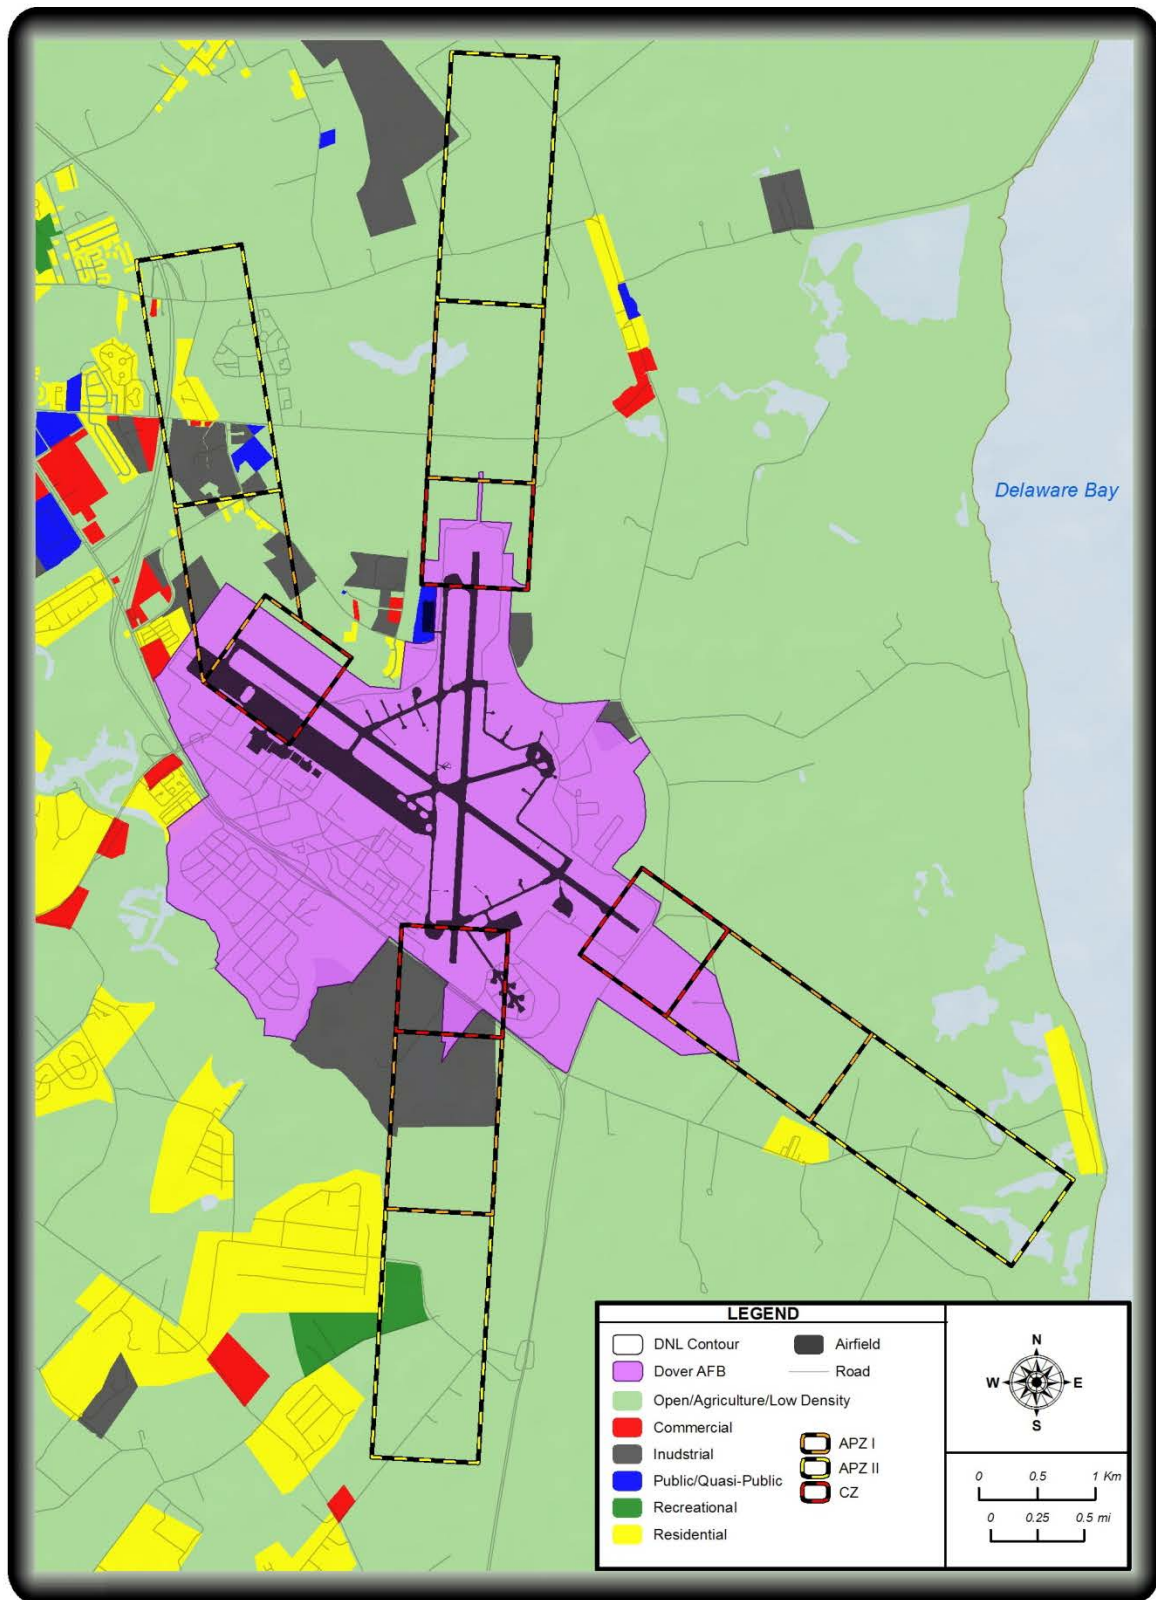 Delaware Bay
LEGEND
DNL Contour
Airfield
Dover AFB
Road
Open/Agriculture/Low Density
Commercial
Inudstrial
APZ I
Public/Quasi-Public
APZ II
CZ
Recreational
Residential
N
W E
S
0 0.5 1 Km
0 0.25 0.5 mi